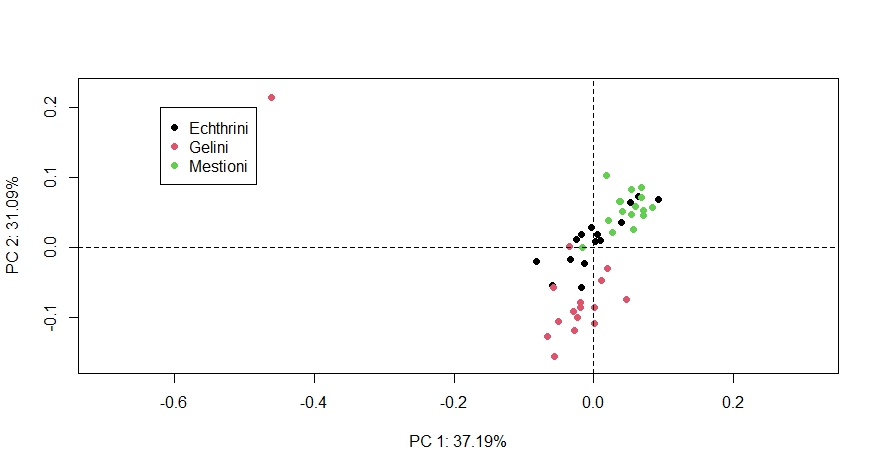 0.2
0.1
0.0
-0.1
PC 2: 31.09%
Echthrini
Gelini
Mestioni
-0.6 -0.4 -0.2 0.0 0.2
PC 1: 37.19%